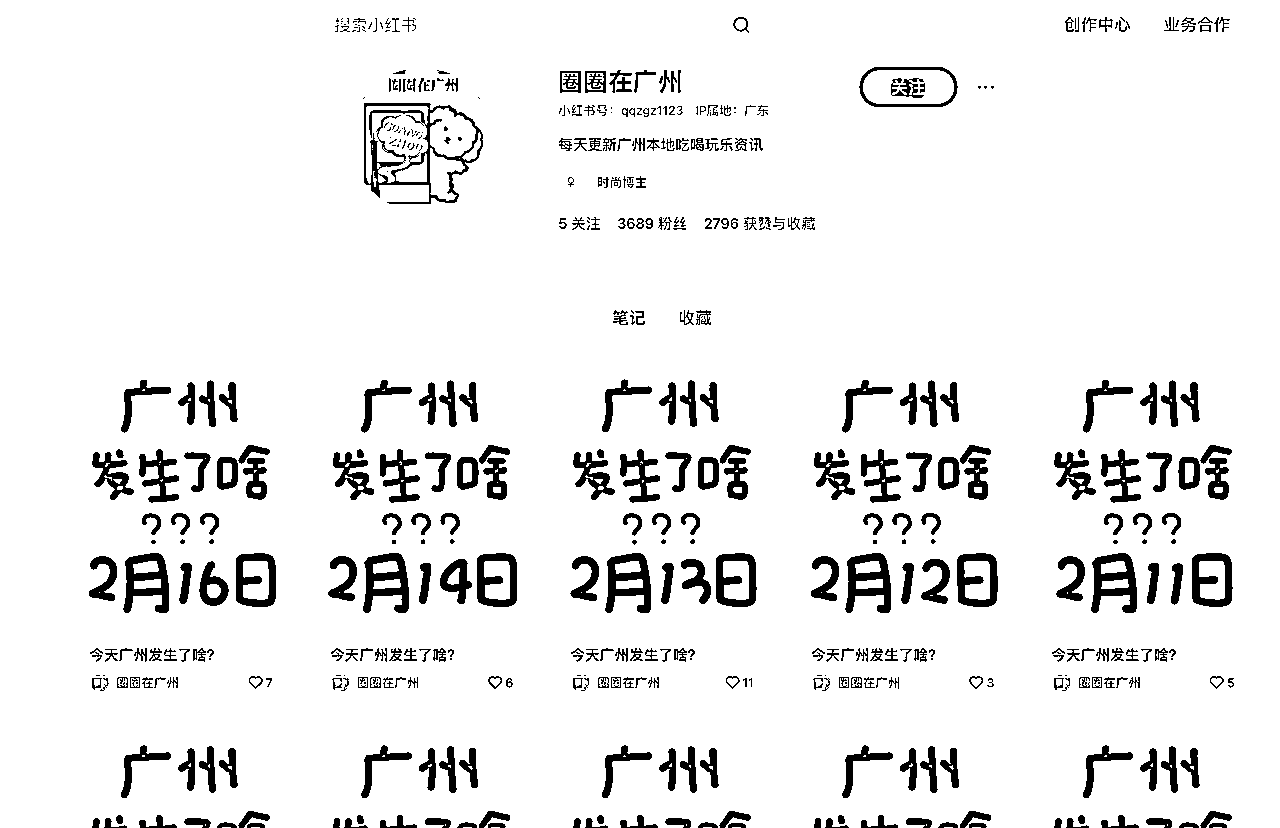 搜索小红书
创作中心 业务合作
圈圈在广州
GUANG
ZHOU
圈圈在广州
关注
小红书号：qqzgz1123 IP属地：广东
每天更新广州本地吃喝玩乐资讯
♀ 时尚博主
5 关注 3689 粉丝 2796 获赞与收藏
笔记 收藏
广州
发生了啥
???
2月16日
今天广州发生了啥?
圈圈在广州 7
广州
发生了啥
???
2月14日
今天广州发生了啥?
圈圈在广州 6
广州
发生了啥
???
2月13日
今天广州发生了啥?
圈圈在广州 11
广州
发生了啥
???
2月12日
今天广州发生了啥?
圈圈在广州 3
广州
发生了啥
???
2月11日
今天广州发生了啥?
圈圈在广州 5
广州 广州 广州 广州 广州